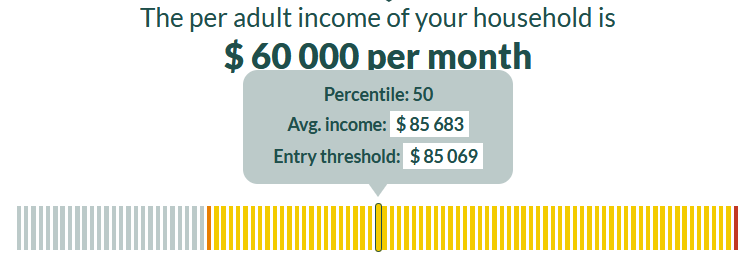 The per adult income of your household is
$ 60 000 per month
Percentile: 50
Avg. income: $ 85 683
Entry threshold: $ 85 069